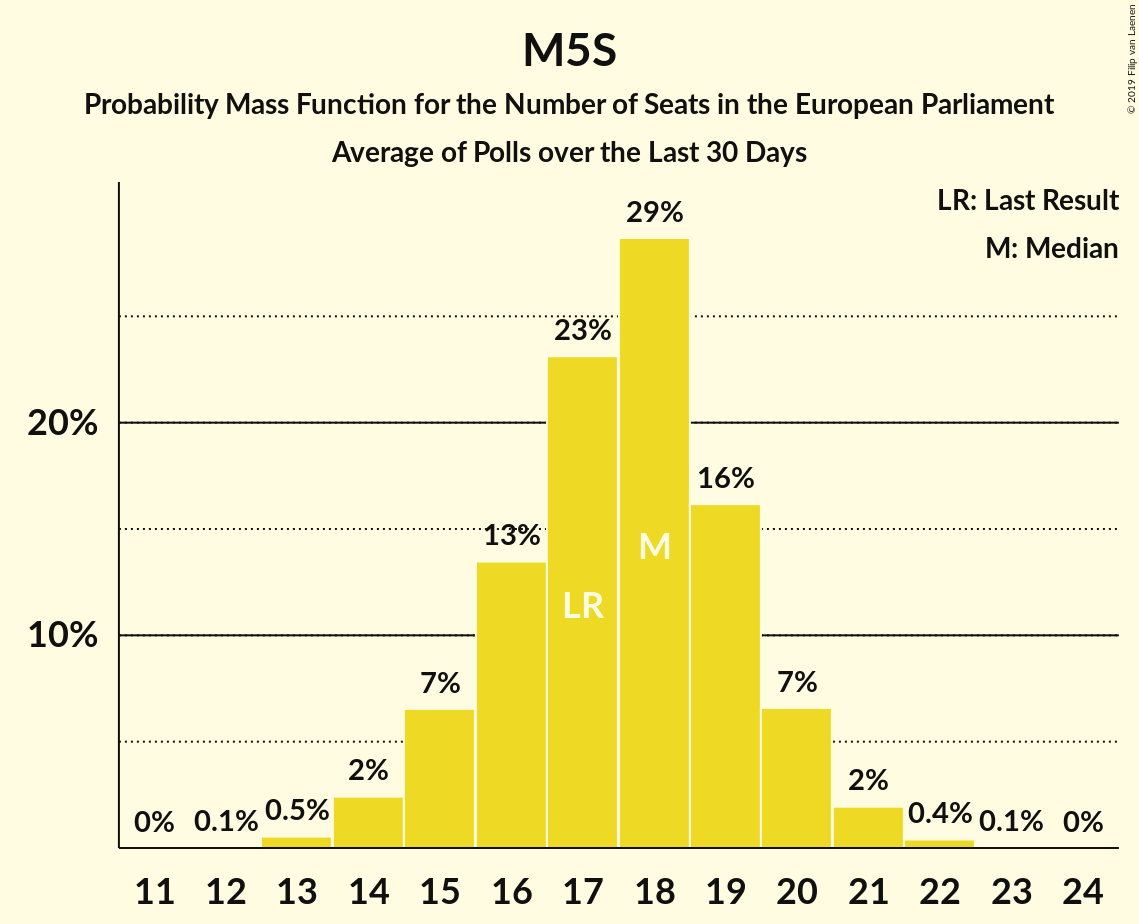 M5S
Probability Mass Function for the Number of Seats in the European Parliament
Average of Polls over the Last 30 Days
© 2019 Filip van Laenen
LR: Last Result
M: Median
20%
10%
0%
0.1%
0.5%
2%
7%
13%
23%
29%
16%
7%
2%
0.4%
0.1%
0%
LR
M
11 12 13 14 15 16 17 18 19 20 21 22 23 24